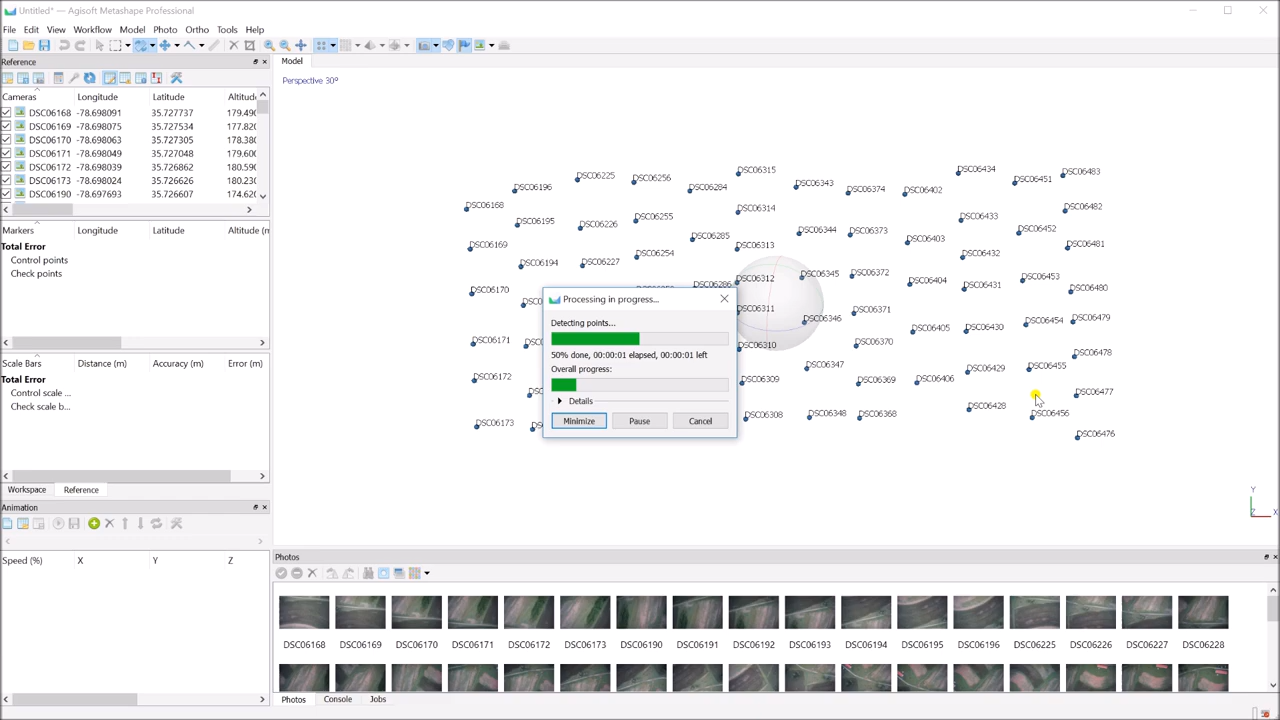 Untitled* — Agisoft Metashape Professional
File Edit View Workflow Model Photo Ortho Tools Help
Reference
Model
Perspective 30°
Cameras Longitude Latitude Altitude
DSC06168 -78.698091 35.727737 179.490
DSC06169 -78.698075 35.727534 177.820
DSC06170 -78.698063 35.727305 178.380
DSC06171 -78.698049 35.727048 179.600
DSC06172 -78.698039 35.726862 180.590
DSC06173 -78.698024 35.726626 180.230
DSC06190 -78.697693 35.726607 174.620
Markers Longitude Latitude Altitude (m
Total Error
Control points
Check points
Scale Bars Distance (m) Accuracy (m) Error (m)
Total Error
Control scale ...
Check scale b...
Workspace Reference
Animation
Speed (%) X Y Z
DSC06315 DSC06434 DSC06483
DSC06225 DSC06256 DSC06451
DSC06196 DSC06284 DSC06343 DSC06374 DSC06402
DSC06168 DSC06314 DSC06482
DSC06195 DSC06226 DSC06255 DSC06433
DSC06285 DSC06344 DSC06373 DSC06403 DSC06452
DSC06169 DSC06313 DSC06481
DSC06194 DSC06227 DSC06254 DSC06432
DSC06312 DSC06345 DSC06372 DSC06404 DSC06453
DSC06170 DSC06286 DSC06431 DSC06480
DSC06311 DSC06346 DSC06371 DSC06454 DSC06479
DSC06171 DSC06310 DSC06370 DSC06405 DSC06430
DSC06478
DSC06172 DSC06309 DSC06347 DSC06369 DSC06406 DSC06429 DSC06455
DSC06477
DSC06173 DSC06308 DSC06348 DSC06368 DSC06428 DSC06456
DSC06476
Processing in progress...
Detecting points...
50% done, 00:00:01 elapsed, 00:00:01 left
Overall progress:
Details
Minimize Pause Cancel
Y
Z X
Photos
DSC06168 DSC06169 DSC06170 DSC06171 DSC06172 DSC06173 DSC06190 DSC06191 DSC06192 DSC06193 DSC06194 DSC06195 DSC06196 DSC06225 DSC06226 DSC06227 DSC06228
Photos Console Jobs